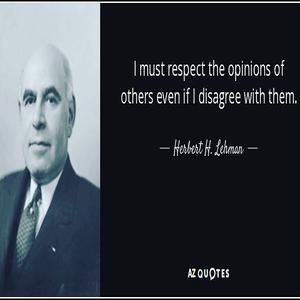 I must respect the opinions of
others even if I disagree with them.
— Herbert H. Lehman —
AZ QUOTES